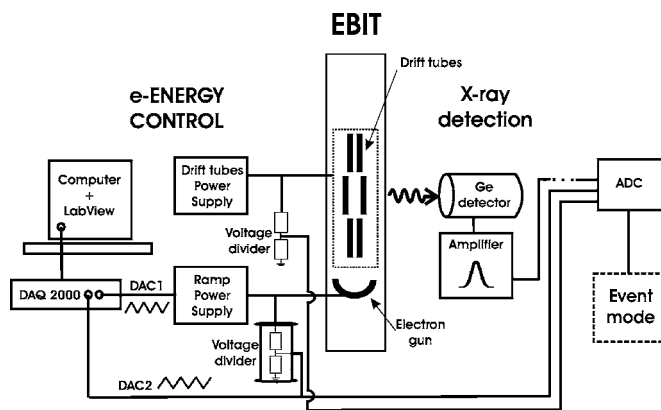 EBIT
Drift tubes
e-ENERGY
CONTROL
X-ray
detection
Computer
+
LabView
Drift tubes
Power
Supply
Voltage
divider
Ge
detector
ADC
Amplifier
DAQ 2000
DAC1
Ramp
Power
Supply
Electron
gun
Voltage
divider
Event
mode
DAC2